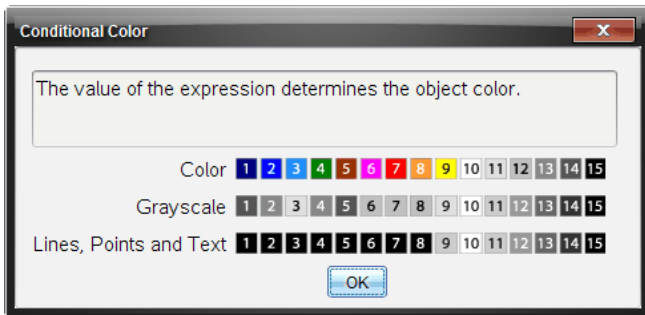 Conditional Color
The value of the expression determines the object color.
Color 1 2 3 4 5 6 7 8 9 10 11 12 13 14 15
Grayscale 1 2 3 4 5 6 7 8 9 10 11 12 13 14 15
Lines, Points and Text 1 2 3 4 5 6 7 8 9 10 11 12 13 14 15
OK